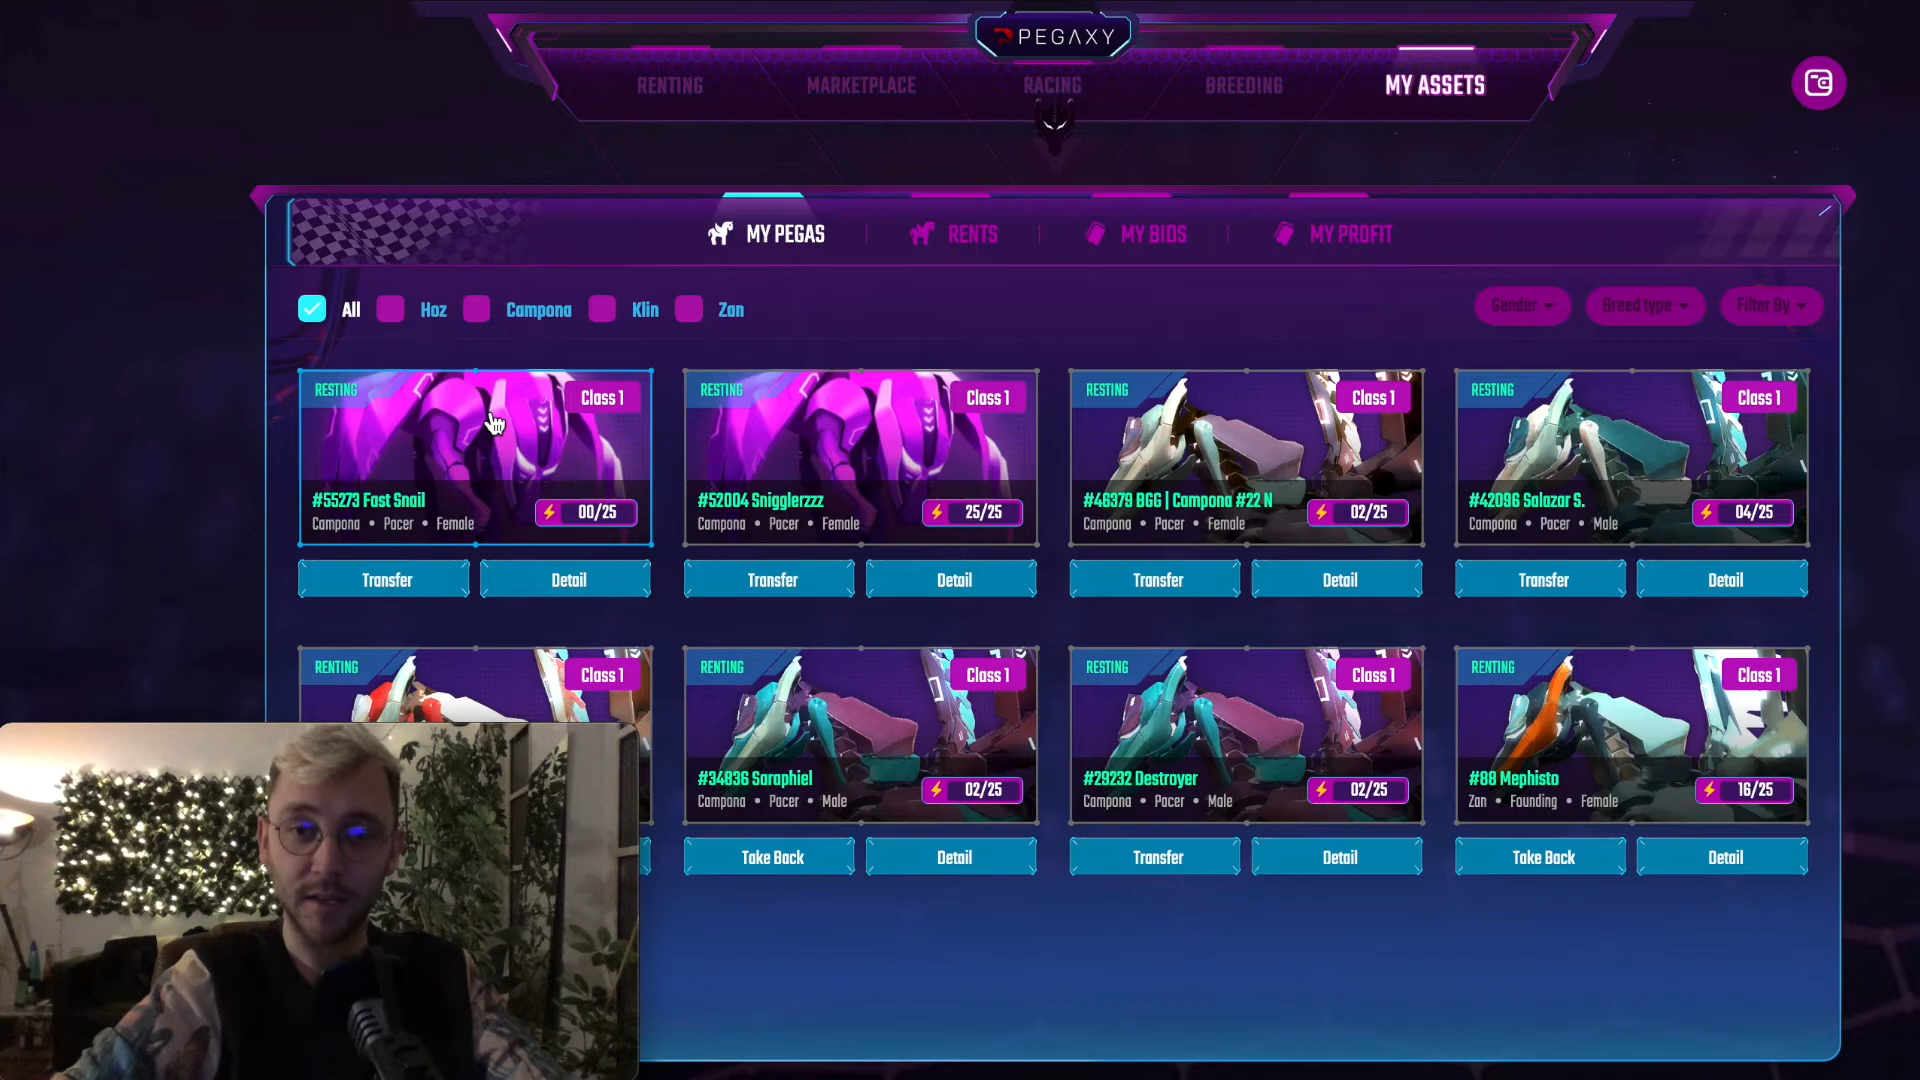 PEGAXY
RENTING
MARKETPLACE
RACING
BREEDING
MY ASSETS
MY PEGAS
RENTS
MY BIDS
MY PROFIT
All
Hoz
Campona
Klin
Zan
Gender
Breed type
Filter By
RESTING
Class 1
#55273 Fast Snail
Campona • Pacer • Female
00/25
Transfer
Detail
RESTING
Class 1
#52004 Snigglerzzz
Campona • Pacer • Female
25/25
Transfer
Detail
RESTING
Class 1
#46379 BGG | Campona #22 N
Campona • Pacer • Female
02/25
Transfer
Detail
RESTING
Class 1
#42096 Salazar S.
Campona • Pacer • Male
04/25
Transfer
Detail
RENTING
Class 1
RENTING
Class 1
#34836 Saraphiel
Campona • Pacer • Male
02/25
Take Back
Detail
RESTING
Class 1
#29232 Destroyer
Campona • Pacer • Male
02/25
Transfer
Detail
RENTING
Class 1
#88 Mephisto
Zan • Founding • Female
16/25
Take Back
Detail